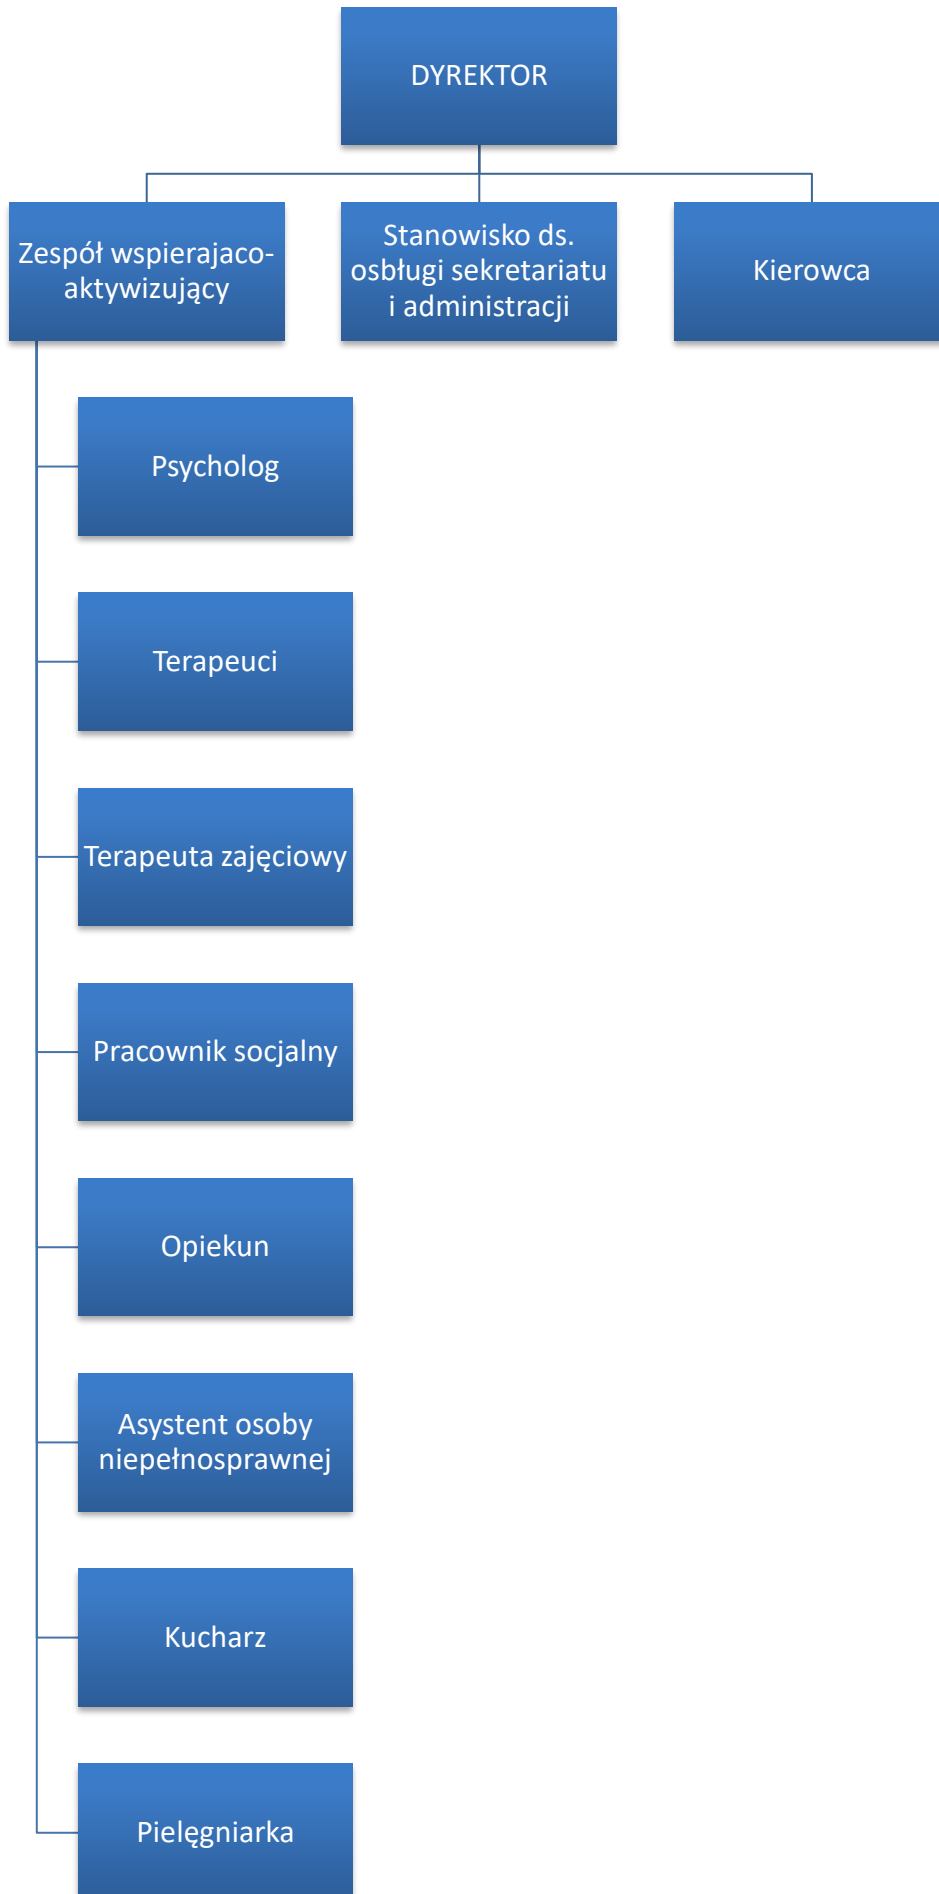 DYREKTOR
Zespół wspierajaco-
aktywizujący
Stanowisko ds.
osbługi sekretariatu
i administracji
Kierowca
Psycholog
Terapeuci
Terapeuta zajęciowy
Pracownik socjalny
Opiekun
Asystent osoby
niepełnosprawnej
Kucharz
Pielęgniarka